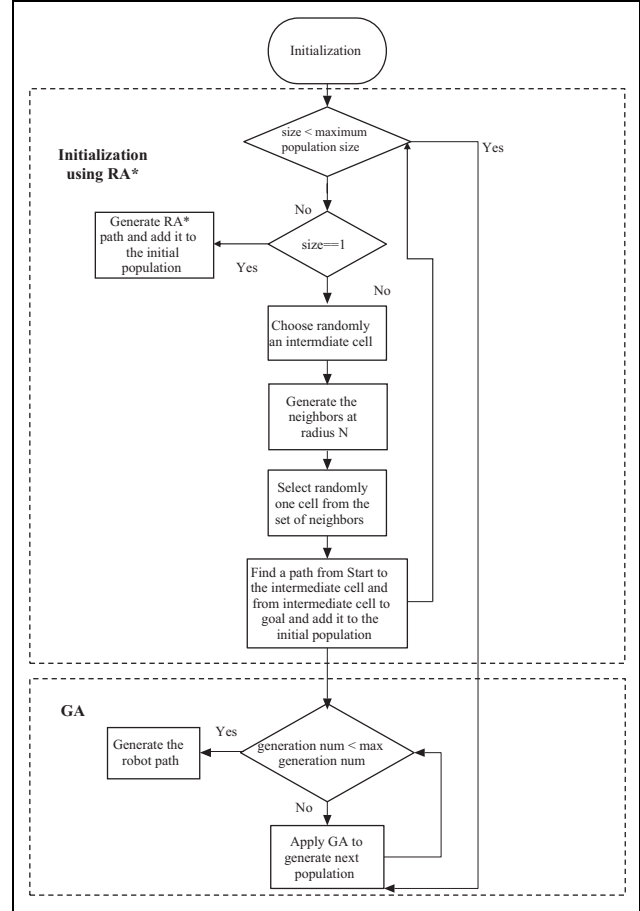 Initialization
size < maximum
population size
Yes
Initialization
using RA*
No
Generate RA*
path and add it to
the initial
population
size==1
Yes
No
Choose randomly
an intermdiate cell
Generate the
neighbors at
radius N
Select randomly
one cell from the
set of neighbors
Find a path from Start to
the intermediate cell and
from intermediate cell to
goal and add it to the
initial population
GA
Yes
Generate the
robot path
generation num < max
generation num
No
Apply GA to
generate next
population